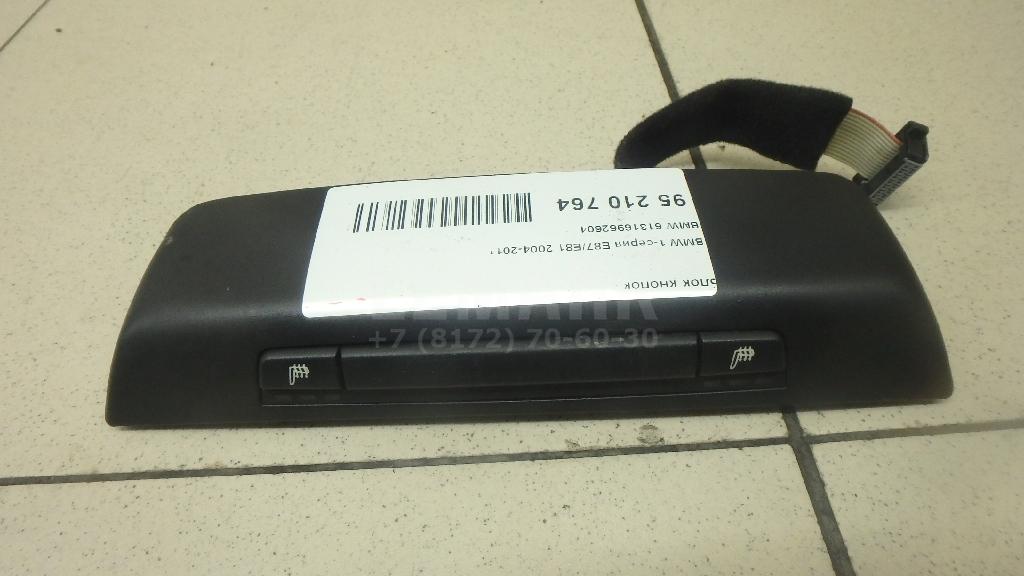 БЛОК КНОПОК
BMW 1-серия E87/E81 2004-2011
BMW 61316962604
95 210 764
+7 (8172) 70-60-30